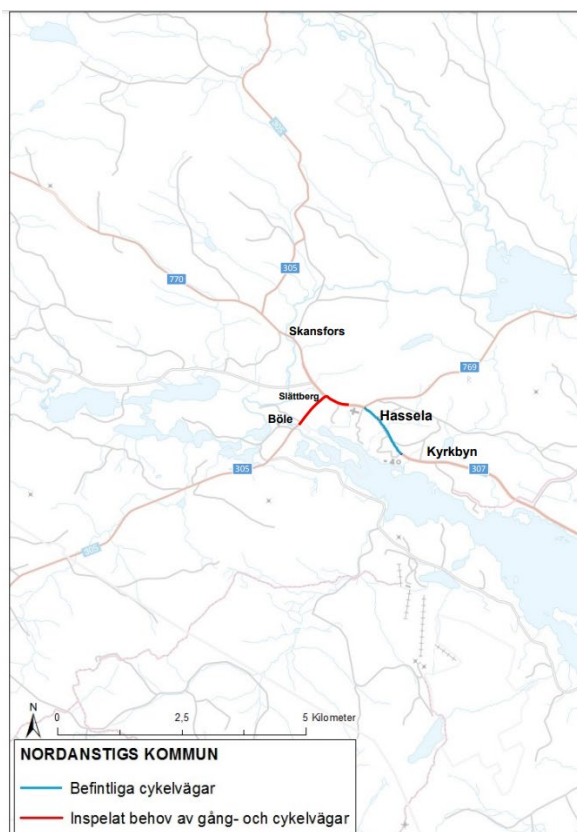 305
770
Skansfors
769
Slättberg
Hassela
Böle
Kyrkbyn
305
307
N
0 2,5 5 Kilometer
NORDANSTIGS KOMMUN
Befintliga cykelvägar
Inspelat behov av gång- och cykelvägar